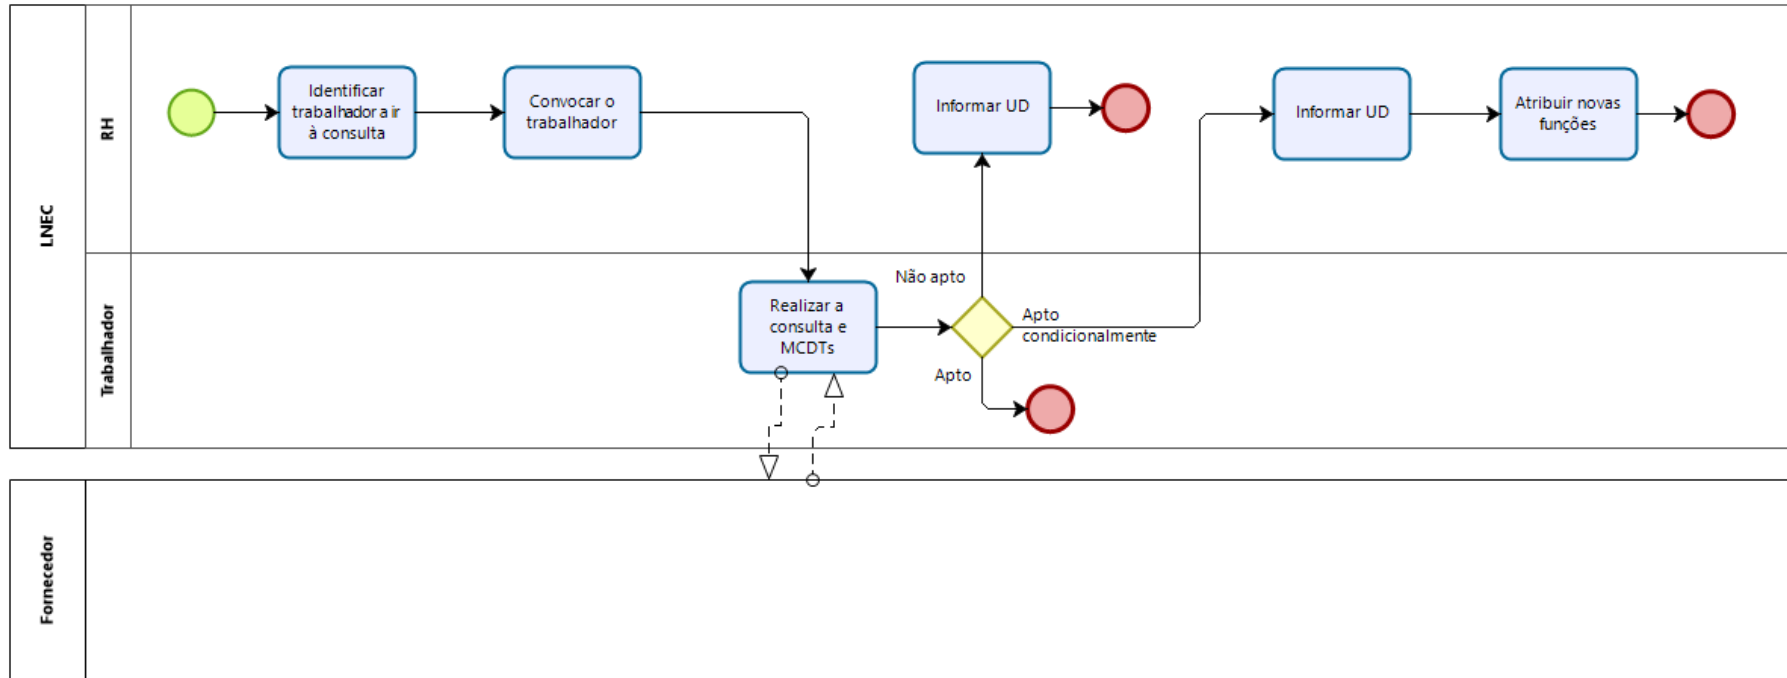 LNEC
RH
Identificar
trabalhador a ir
à consulta
Convocar o
trabalhador
Informar UD
Informar UD
Atribuir novas
funções
Trabalhador
Realizar a
consulta e
MCDTs
Não apto
Apto
condicionalmente
Apto
Fornecedor